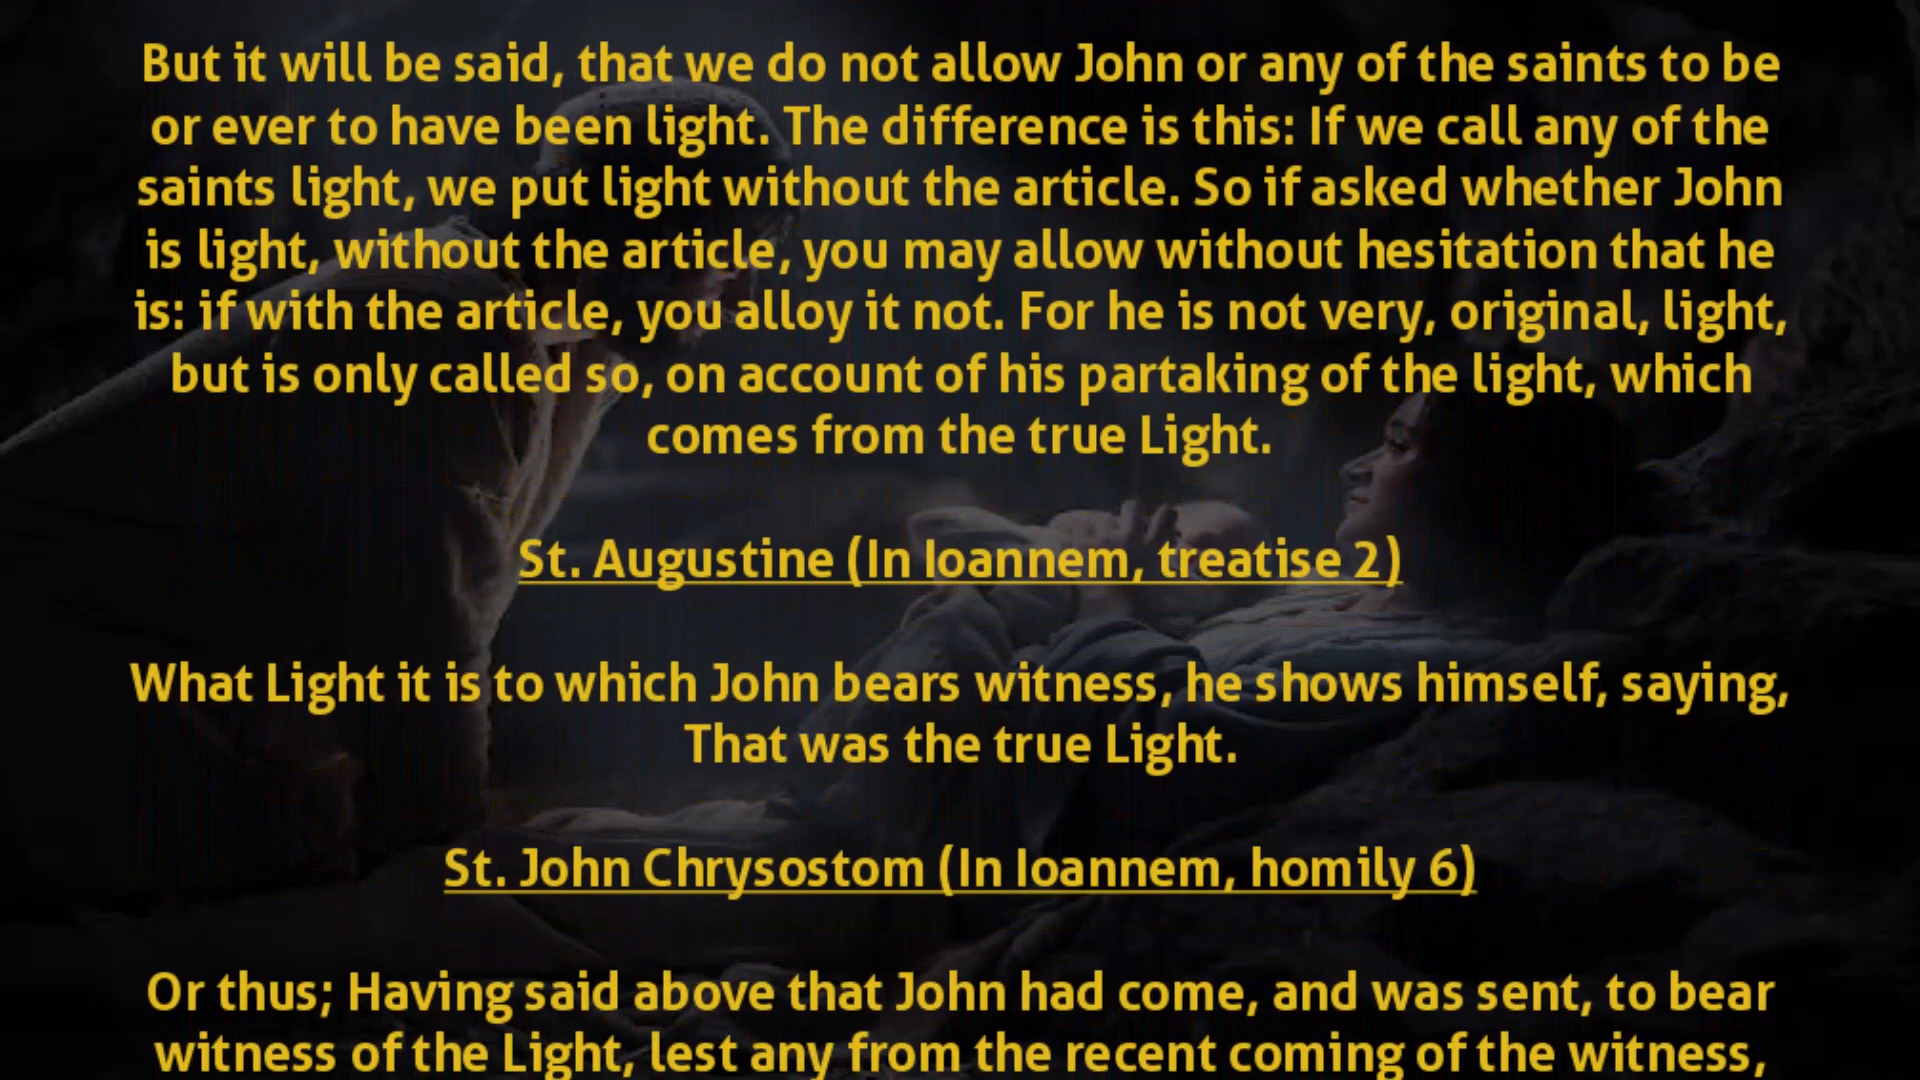 But it will be said, that we do not allow John or any of the saints to be
or ever to have been light. The difference is this: If we call any of the
saints light, we put light without the article. So if asked whether John
is light, without the article, you may allow without hesitation that he
is: if with the article, you alloy it not. For he is not very, original, light,
but is only called so, on account of his partaking of the light, which
comes from the true Light.
St. Augustine (In Ioannem, treatise 2)
What Light it is to which John bears witness, he shows himself, saying,
That was the true Light.
St. John Chrysostom (In Ioannem, homily 6)
Or thus; Having said above that John had come, and was sent, to bear
witness of the Light, lest any from the recent coming of the witness,